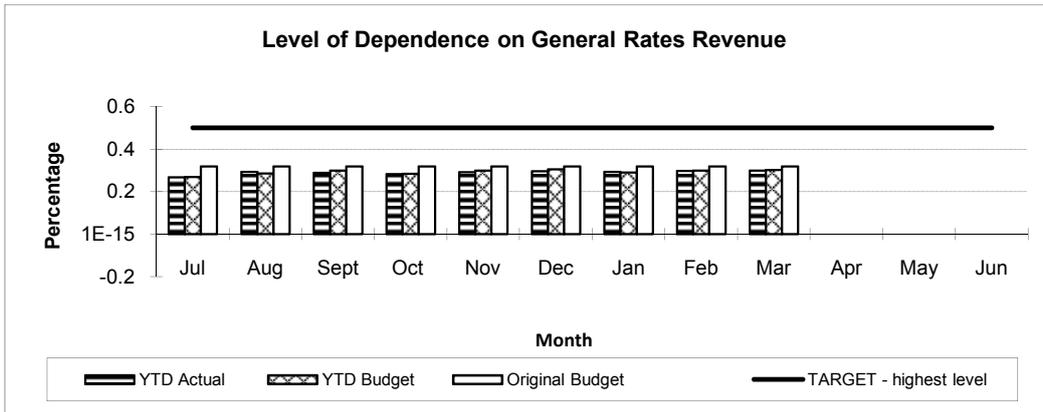 Level of Dependence on General Rates Revenue
0.6
0.4
0.2
1E-15
-0.2
Percentage
Jul Aug Sept Oct Nov Dec Jan Feb Mar Apr May Jun
Month
YTD Actual YTD Budget Original Budget TARGET - highest level